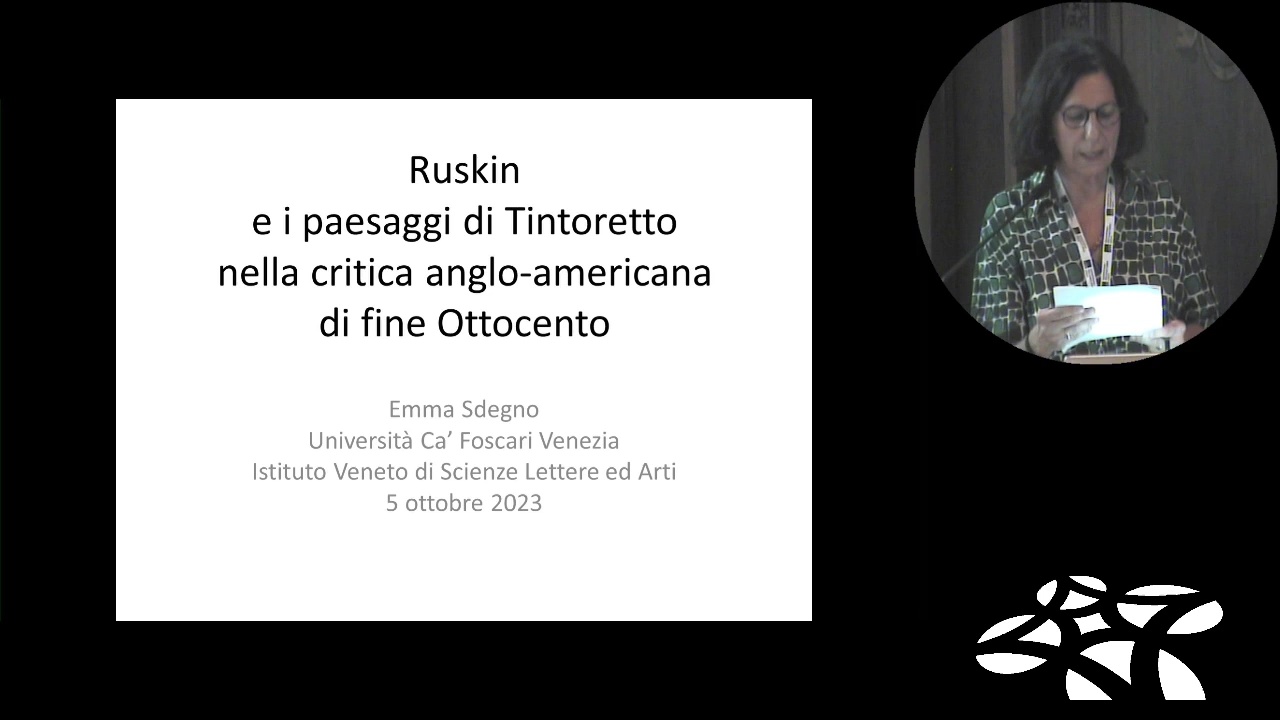 Ruskin
e i paesaggi di Tintoretto
nella critica anglo-americana
di fine Ottocento
Emma Sdegno
Università Ca’ Foscari Venezia
Istituto Veneto di Scienze Lettere ed Arti
5 ottobre 2023